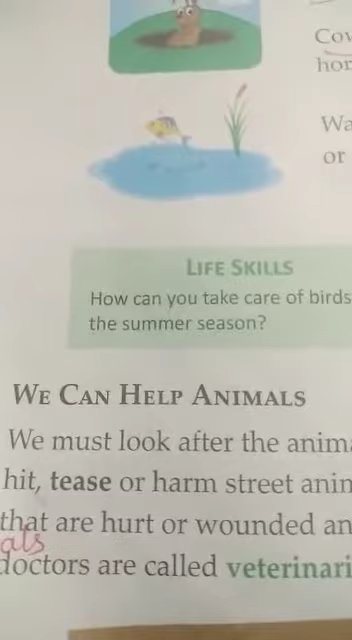 Cov
hor
Wa
or
LIFE SKILLS
How can you take care of birds
the summer season?
WE CAN HELP ANIMALS
We must look after the anima
hit, tease or harm street anim
that are hurt or wounded an
als
doctors are called veterinari